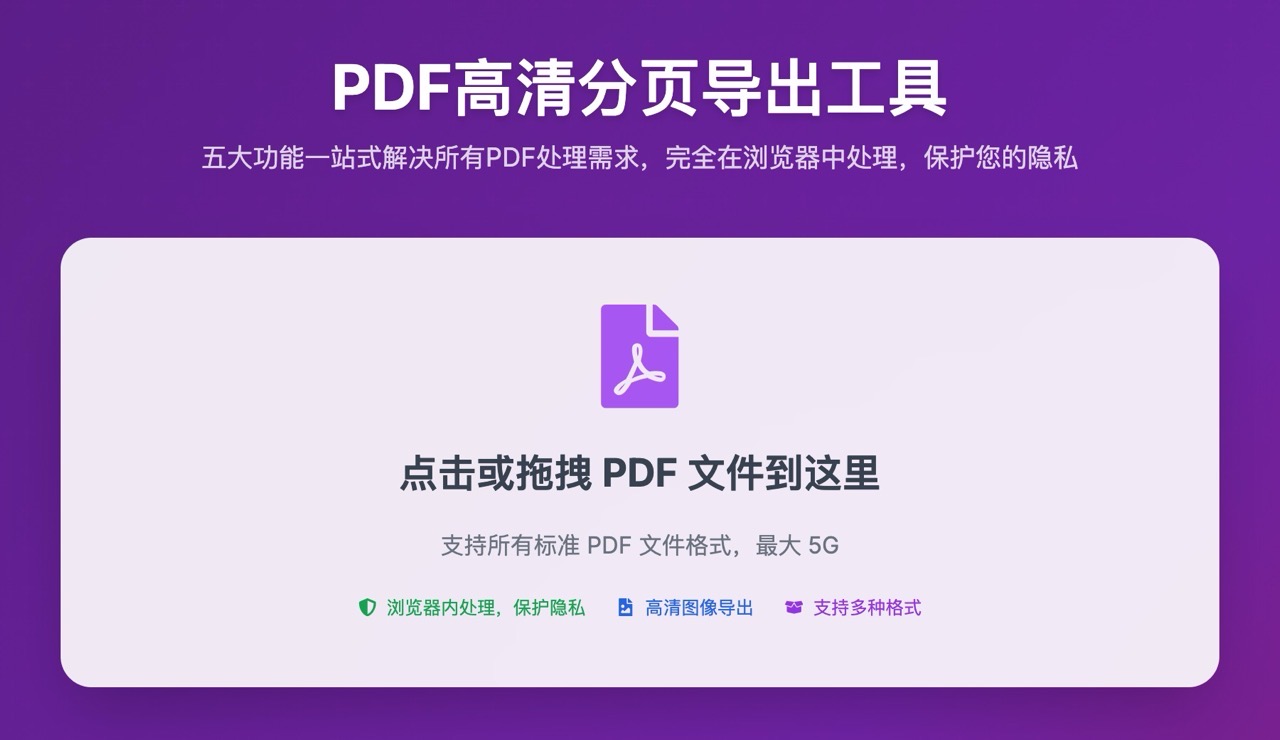 PDF高清分页导出工具
五大功能一站式解决所有PDF处理需求，完全在浏览器中处理，保护您的隐私
点击或拖拽 PDF 文件到这里
支持所有标准 PDF 文件格式，最大 5G
浏览器内处理，保护隐私 高清图像导出 支持多种格式